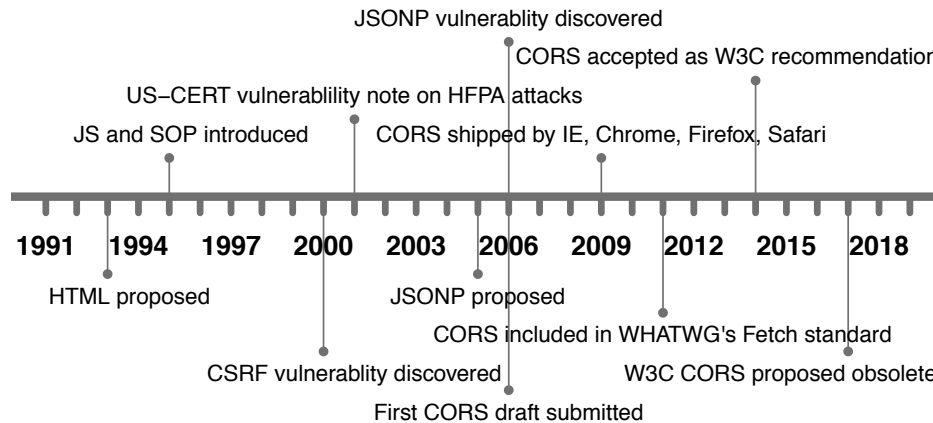 JSONP vulnerablity discovered
CORS accepted as W3C recommendation
US−CERT vulnerablility note on HFPA attacks
JS and SOP introduced
CORS shipped by IE, Chrome, Firefox, Safari
1991 1994 1997 2000 2003 2006 2009 2012 2015 2018
HTML proposed
JSONP proposed
CORS included in WHATWG's Fetch standard
CSRF vulnerablity discovered
W3C CORS proposed obsolete
First CORS draft submitted